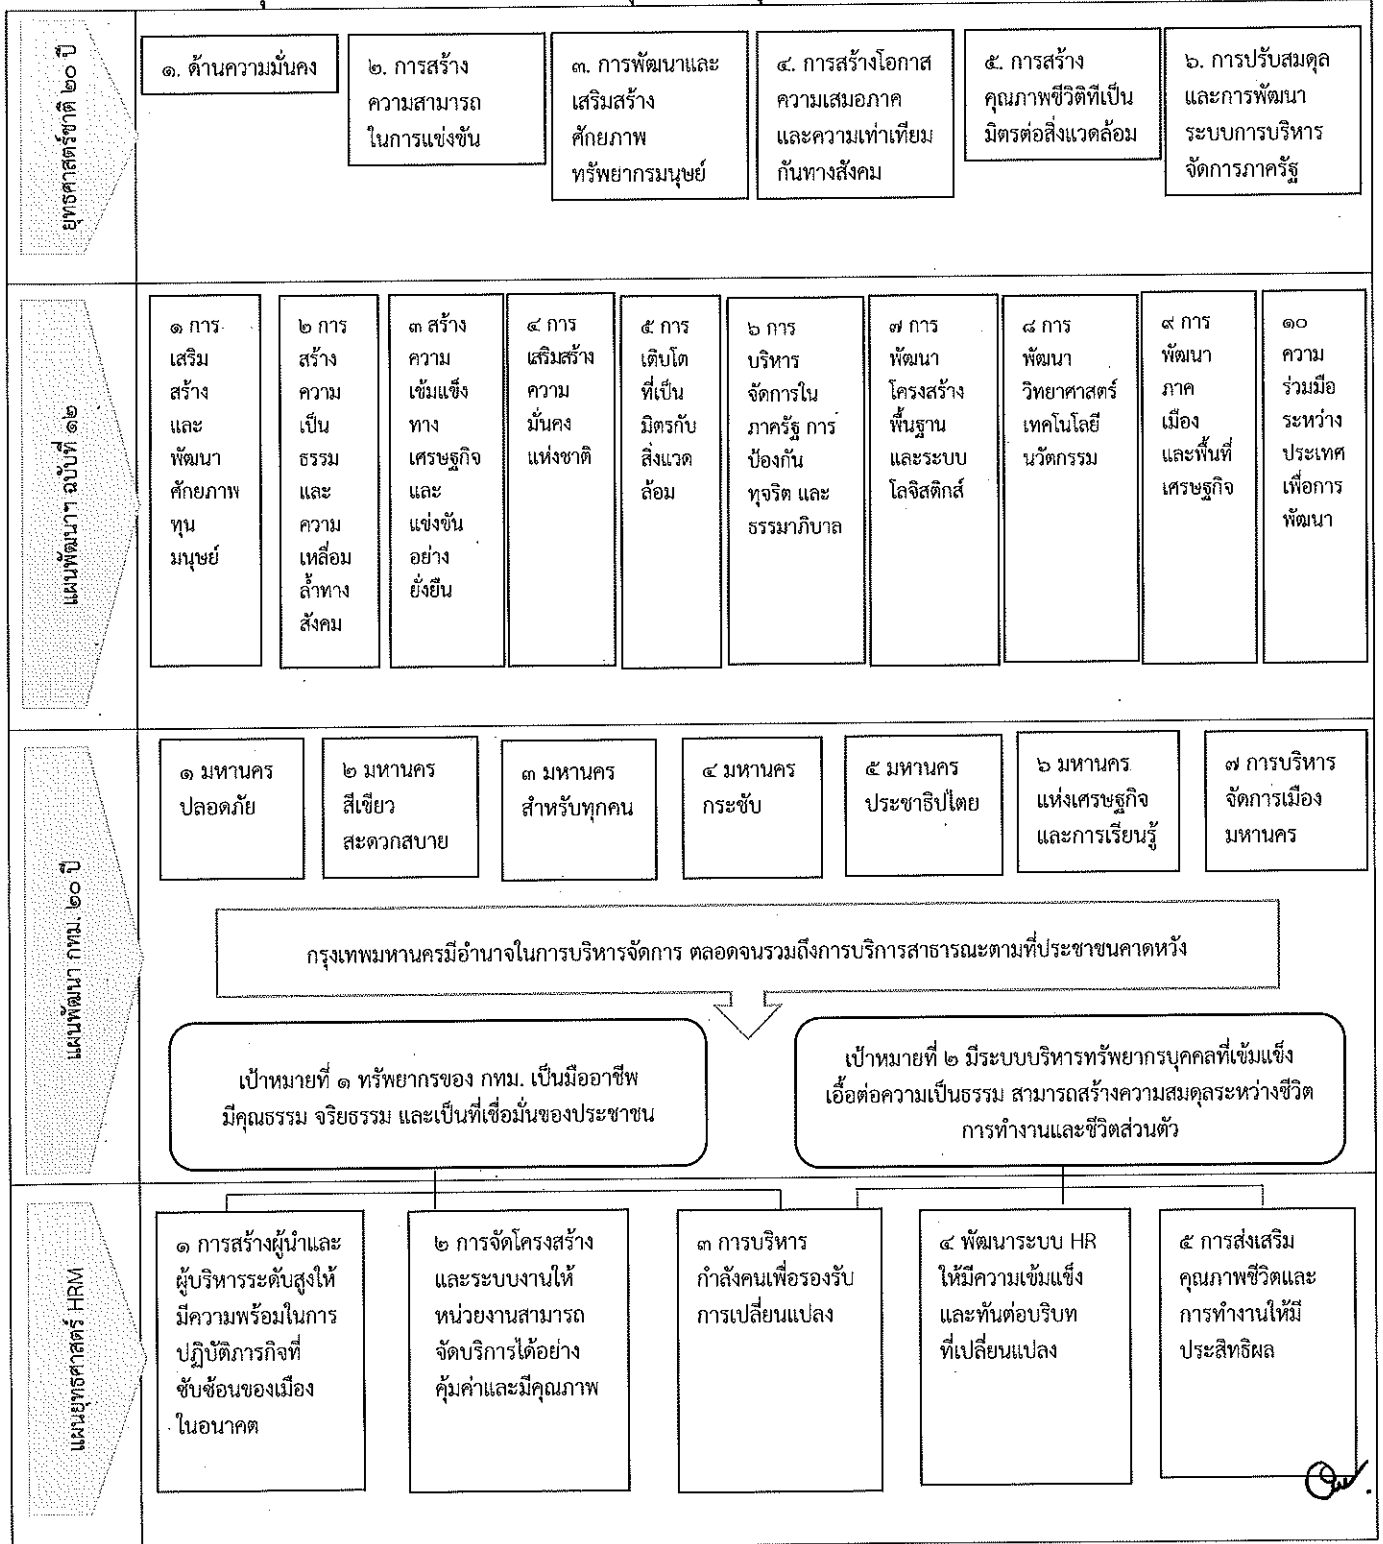 ยุทธศาสตร์ชาติ ๒๐ ปี
๑. ด้านความมั่นคง
๒. การสร้าง
ความสามารถ
ในการแข่งขัน
๓. การพัฒนาและ
เสริมสร้าง
ศักยภาพ
ทรัพยากรมนุษย์
๔. การสร้างโอกาส
ความเสมอภาค
และความเท่าเทียม
กันทางสังคม
๕. การสร้าง
คุณภาพชีวิตที่เป็น
มิตรต่อสิ่งแวดล้อม
๖. การปรับสมดุล
และการพัฒนา
ระบบการบริหาร
จัดการภาครัฐ
แผนพัฒนาฯ ฉบับที่ ๑๒
๑ การ
เสริม
สร้าง
และ
พัฒนา
ศักยภาพ
ทุน
มนุษย์
๒ การ
สร้าง
ความ
เป็น
ธรรม
และ
ความ
เหลื่อม
ล้ำทาง
สังคม
๓ สร้าง
ความ
เข้มแข็ง
ทาง
เศรษฐกิจ
และ
แข่งขัน
อย่าง
ยั่งยืน
๔ การ
เสริมสร้าง
ความ
มั่นคง
แห่งชาติ
๕ การ
เติบโต
ที่เป็น
มิตรกับ
สิ่งแวด
ล้อม
๖ การ
บริหาร
จัดการใน
ภาครัฐ การ
ป้องกัน
ทุจริต และ
ธรรมาภิบาล
๗ การ
พัฒนา
โครงสร้าง
พื้นฐาน
และระบบ
โลจิสติกส์
๘ การ
พัฒนา
วิทยาศาสตร์
เทคโนโลยี
นวัตกรรม
๙ การ
พัฒนา
ภาค
เมือง
และพื้นที่
เศรษฐกิจ
๑๐
ความ
ร่วมมือ
ระหว่าง
ประเทศ
เพื่อการ
พัฒนา
แผนพัฒนา กทม. ๒๐ ปี
๑ มหานคร
ปลอดภัย
๒ มหานคร
สีเขียว
สะดวกสบาย
๓ มหานคร
สำหรับทุกคน
๔ มหานคร
กระชับ
๕ มหานคร
ประชาธิปไตย
๖ มหานคร
แห่งเศรษฐกิจ
และการเรียนรู้
๗ การบริหาร
จัดการเมือง
มหานคร
กรุงเทพมหานครมีอำนาจในการบริหารจัดการ ตลอดจนรวมถึงการบริการสาธารณะตามที่ประชาชนคาดหวัง
เป้าหมายที่ ๑ ทรัพยากรของ กทม. เป็นมืออาชีพ
มีคุณธรรม จริยธรรม และเป็นที่เชื่อมั่นของประชาชน
เป้าหมายที่ ๒ มีระบบบริหารทรัพยากรบุคคลที่เข้มแข็ง
เอื้อต่อความเป็นธรรม สามารถสร้างความสมดุลระหว่างชีวิต
การทำงานและชีวิตส่วนตัว
แผนยุทธศาสตร์ HRM
๑ การสร้างผู้นำและ
ผู้บริหารระดับสูงให้
มีความพร้อมในการ
ปฏิบัติภารกิจที่
ซับซ้อนของเมือง
ในอนาคต
๒ การจัดโครงสร้าง
และระบบงานให้
หน่วยงานสามารถ
จัดบริการได้อย่าง
คุ้มค่าและมีคุณภาพ
๓ การบริหาร
กำลังคนเพื่อรองรับ
การเปลี่ยนแปลง
๔ พัฒนาระบบ HR
ให้มีความเข้มแข็ง
และทันต่อบริบท
ที่เปลี่ยนแปลง
๕ การส่งเสริม
คุณภาพชีวิตและ
การทำงานให้มี
ประสิทธิผล